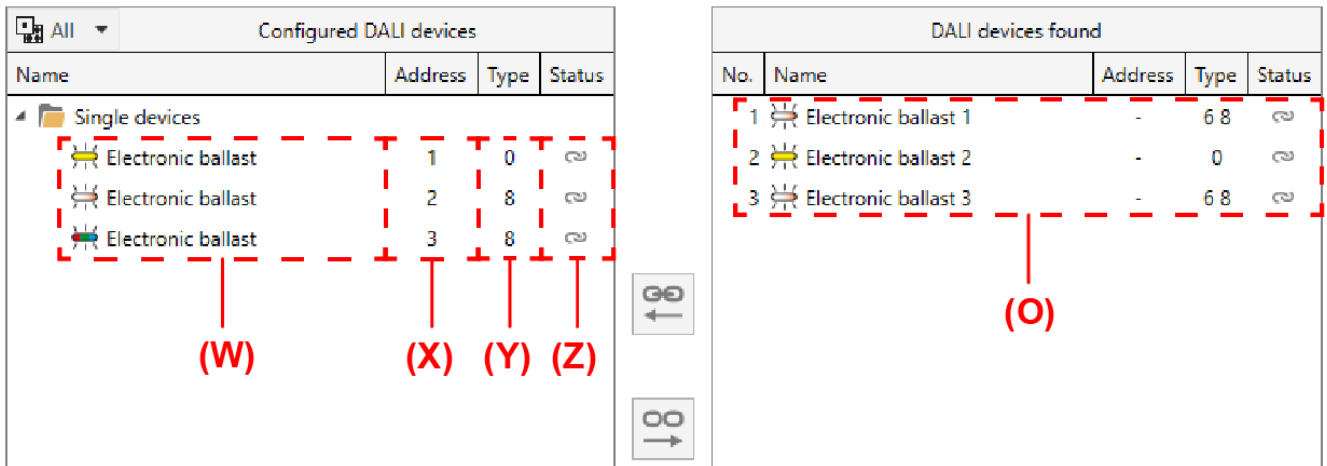 All Configured DALI devices
Name Address Type Status
Single devices
Electronic ballast 1 0
Electronic ballast 2 8
Electronic ballast 3 8
(W) (X) (Y) (Z)
DALI devices found
No. Name Address Type Status
1 Electronic ballast 1 - 6 8
2 Electronic ballast 2 - 0
3 Electronic ballast 3 - 6 8
(O)